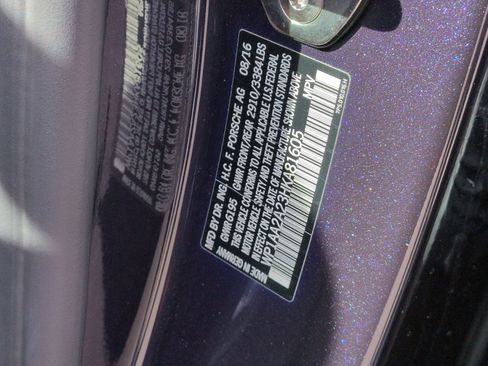 MFD BY DR. ING. H.C. F. PORSCHE AG 08/16
GVWR 6195 GAWR FRONT/REAR 2910/3384 LBS
THIS VEHICLE CONFORMS TO ALL APPLICABLE U.S. FEDERAL
MOTOR VEHICLE SAFETY AND THEFT PREVENTION STANDARDS
IN EFFECT ON THE DATE OF MANUFACTURE SHOWN ABOVE.
WP1AA2A23HKA81605 MPV
MADE IN GERMANY